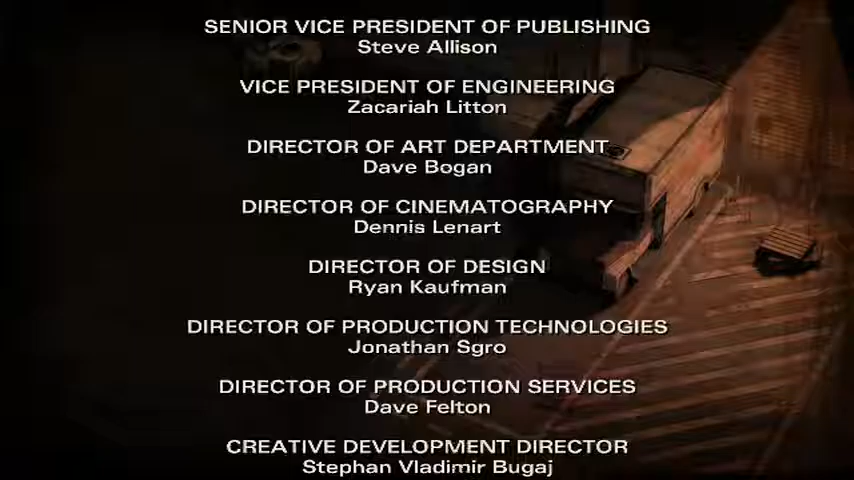 SENIOR VICE PRESIDENT OF PUBLISHING
Steve Allison
VICE PRESIDENT OF ENGINEERING
Zacariah Litton
DIRECTOR OF ART DEPARTMENT
Dave Bogan
DIRECTOR OF CINEMATOGRAPHY
Dennis Lenart
DIRECTOR OF DESIGN
Ryan Kaufman
DIRECTOR OF PRODUCTION TECHNOLOGIES
Jonathan Sgro
DIRECTOR OF PRODUCTION SERVICES
Dave Felton
CREATIVE DEVELOPMENT DIRECTOR
Stephan Vladimir Bugaj